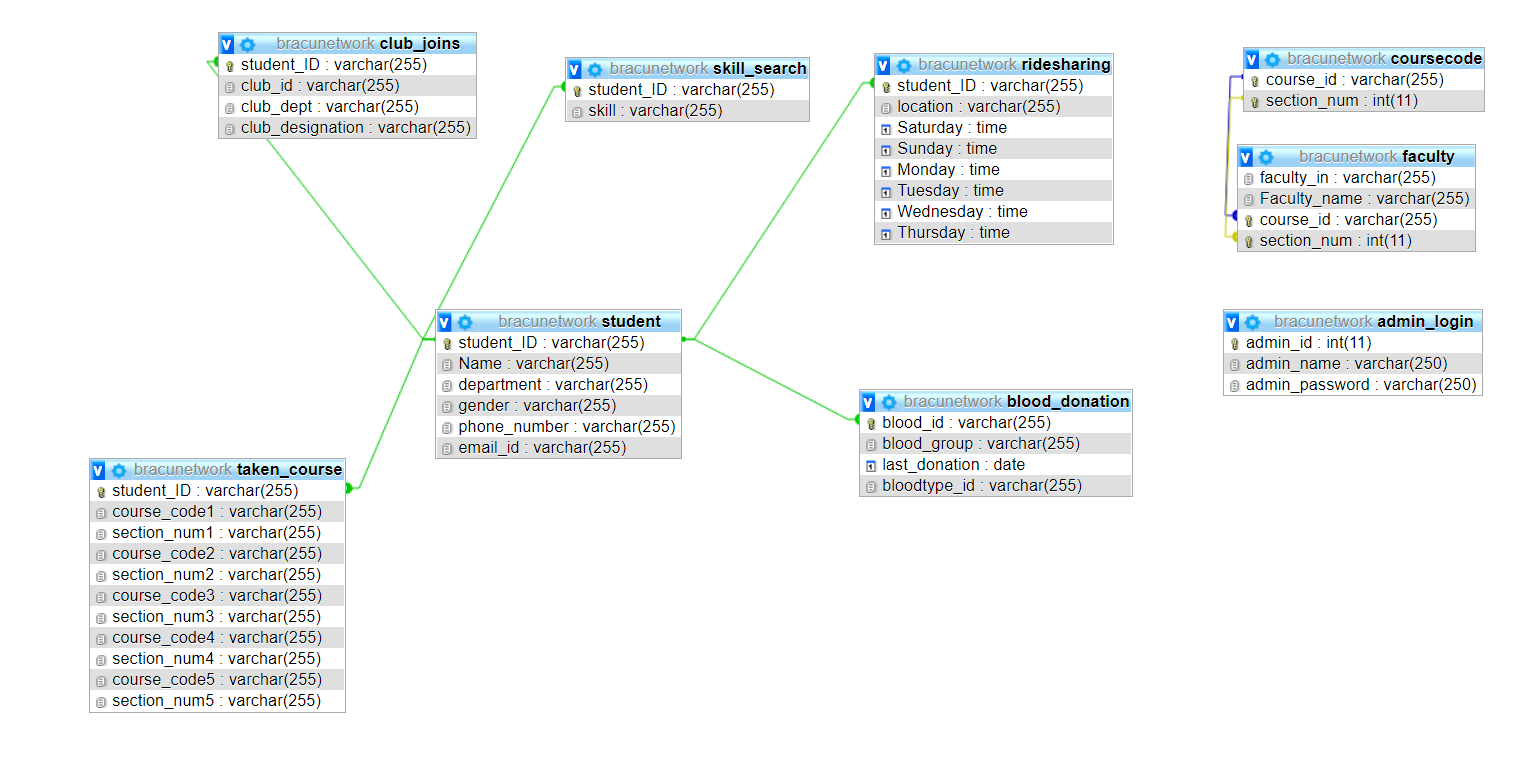 bracunetwork club_joins
student_ID : varchar(255)
club_id : varchar(255)
club_dept : varchar(255)
club_designation : varchar(255)
bracunetwork skill_search
student_ID : varchar(255)
skill : varchar(255)
bracunetwork ridesharing
student_ID : varchar(255)
location : varchar(255)
Saturday : time
Sunday : time
Monday : time
Tuesday : time
Wednesday : time
Thursday : time
bracunetwork coursecode
course_id : varchar(255)
section_num : int(11)
bracunetwork faculty
faculty_in : varchar(255)
Faculty_name : varchar(255)
course_id : varchar(255)
section_num : int(11)
bracunetwork student
student_ID : varchar(255)
Name : varchar(255)
department : varchar(255)
gender : varchar(255)
phone_number : varchar(255)
email_id : varchar(255)
bracunetwork admin_login
admin_id : int(11)
admin_name : varchar(250)
admin_password : varchar(250)
bracunetwork blood_donation
blood_id : varchar(255)
blood_group : varchar(255)
last_donation : date
bloodtype_id : varchar(255)
bracunetwork taken_course
student_ID : varchar(255)
course_code1 : varchar(255)
section_num1 : varchar(255)
course_code2 : varchar(255)
section_num2 : varchar(255)
course_code3 : varchar(255)
section_num3 : varchar(255)
course_code4 : varchar(255)
section_num4 : varchar(255)
course_code5 : varchar(255)
section_num5 : varchar(255)